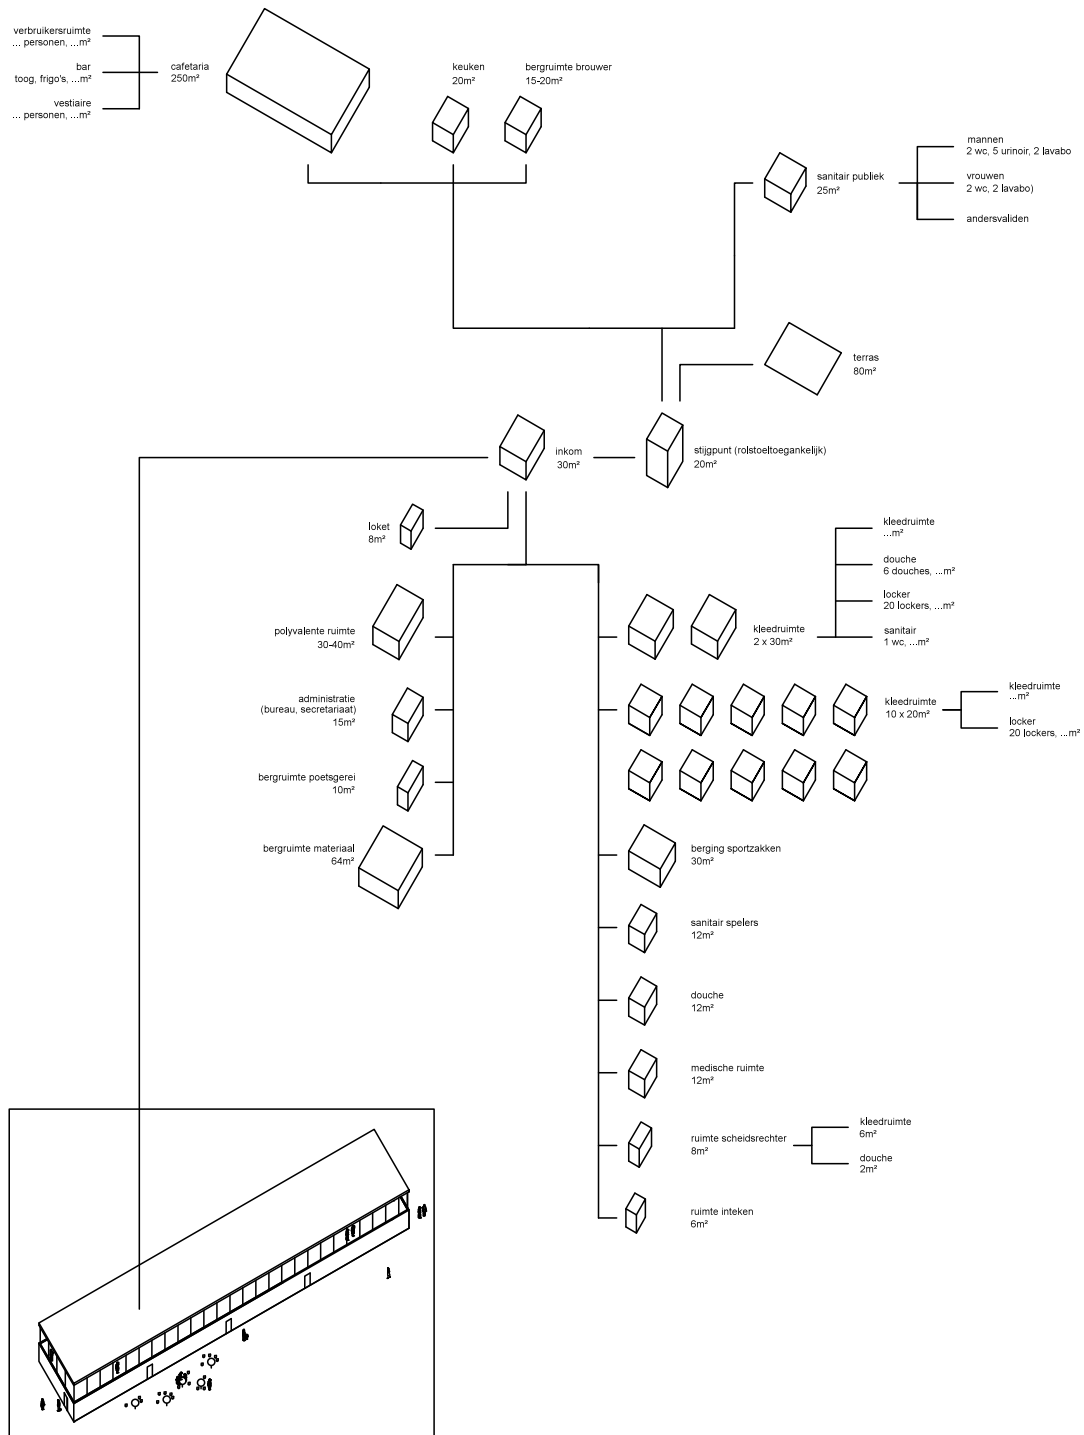 verbruikersruimte
... personen, ...m²
bar
toog, frigo's, ...m²
vestiaire
... personen, ...m²
cafetaria
250m²
keuken
20m²
bergruimte brouwer
15-20m²
sanitair publiek
25m²
mannen
2 wc, 5 urinoir, 2 lavabo
vrouwen
2 wc, 2 lavabo)
andersvaliden
terras
80m²
inkom
30m²
stijgpunt (rolstoeltoegankelijk)
20m²
loket
8m²
polyvalente ruimte
30-40m²
administratie
(bureau, secretariaat)
15m²
bergruimte poetsgerei
10m²
bergruimte materiaal
64m²
kleedruimte
2 x 30m²
kleedruimte
...m²
douche
6 douches, ...m²
locker
20 lockers, ...m²
sanitair
1 wc, ...m²
kleedruimte
10 x 20m²
kleedruimte
...m²
locker
20 lockers, ...m²
berging sportzakken
30m²
sanitair spelers
12m²
douche
12m²
medische ruimte
12m²
ruimte scheidsrechter
8m²
kleedruimte
6m²
douche
2m²
ruimte inteken
6m²